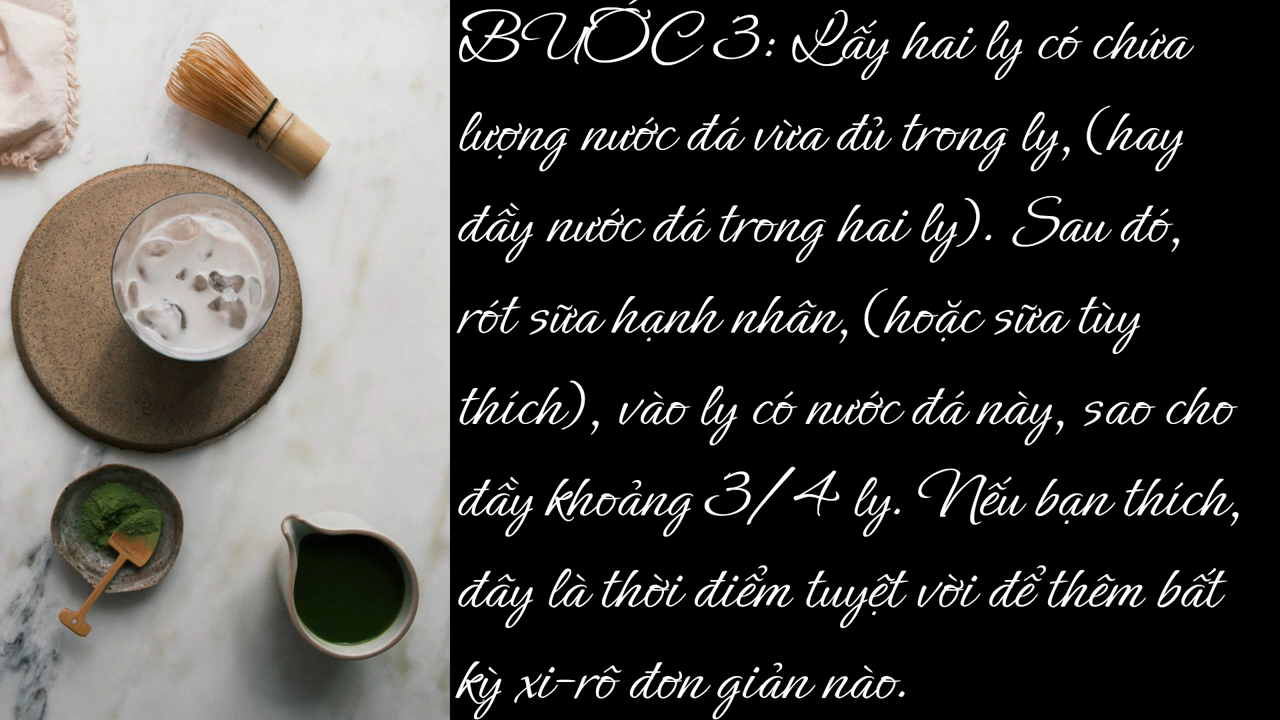 BƯỚC 3: Lấy hai ly có chứa
lượng nước đá vừa đủ trong ly, (hay
đầy nước đá trong hai ly). Sau đó,
rót sữa hạnh nhân, (hoặc sữa tùy
thích), vào ly có nước đá này, sao cho
đầy khoảng 3/4 ly. Nếu bạn thích,
đây là thời điểm tuyệt vời để thêm bất
kỳ xi-rô đơn giản nào.